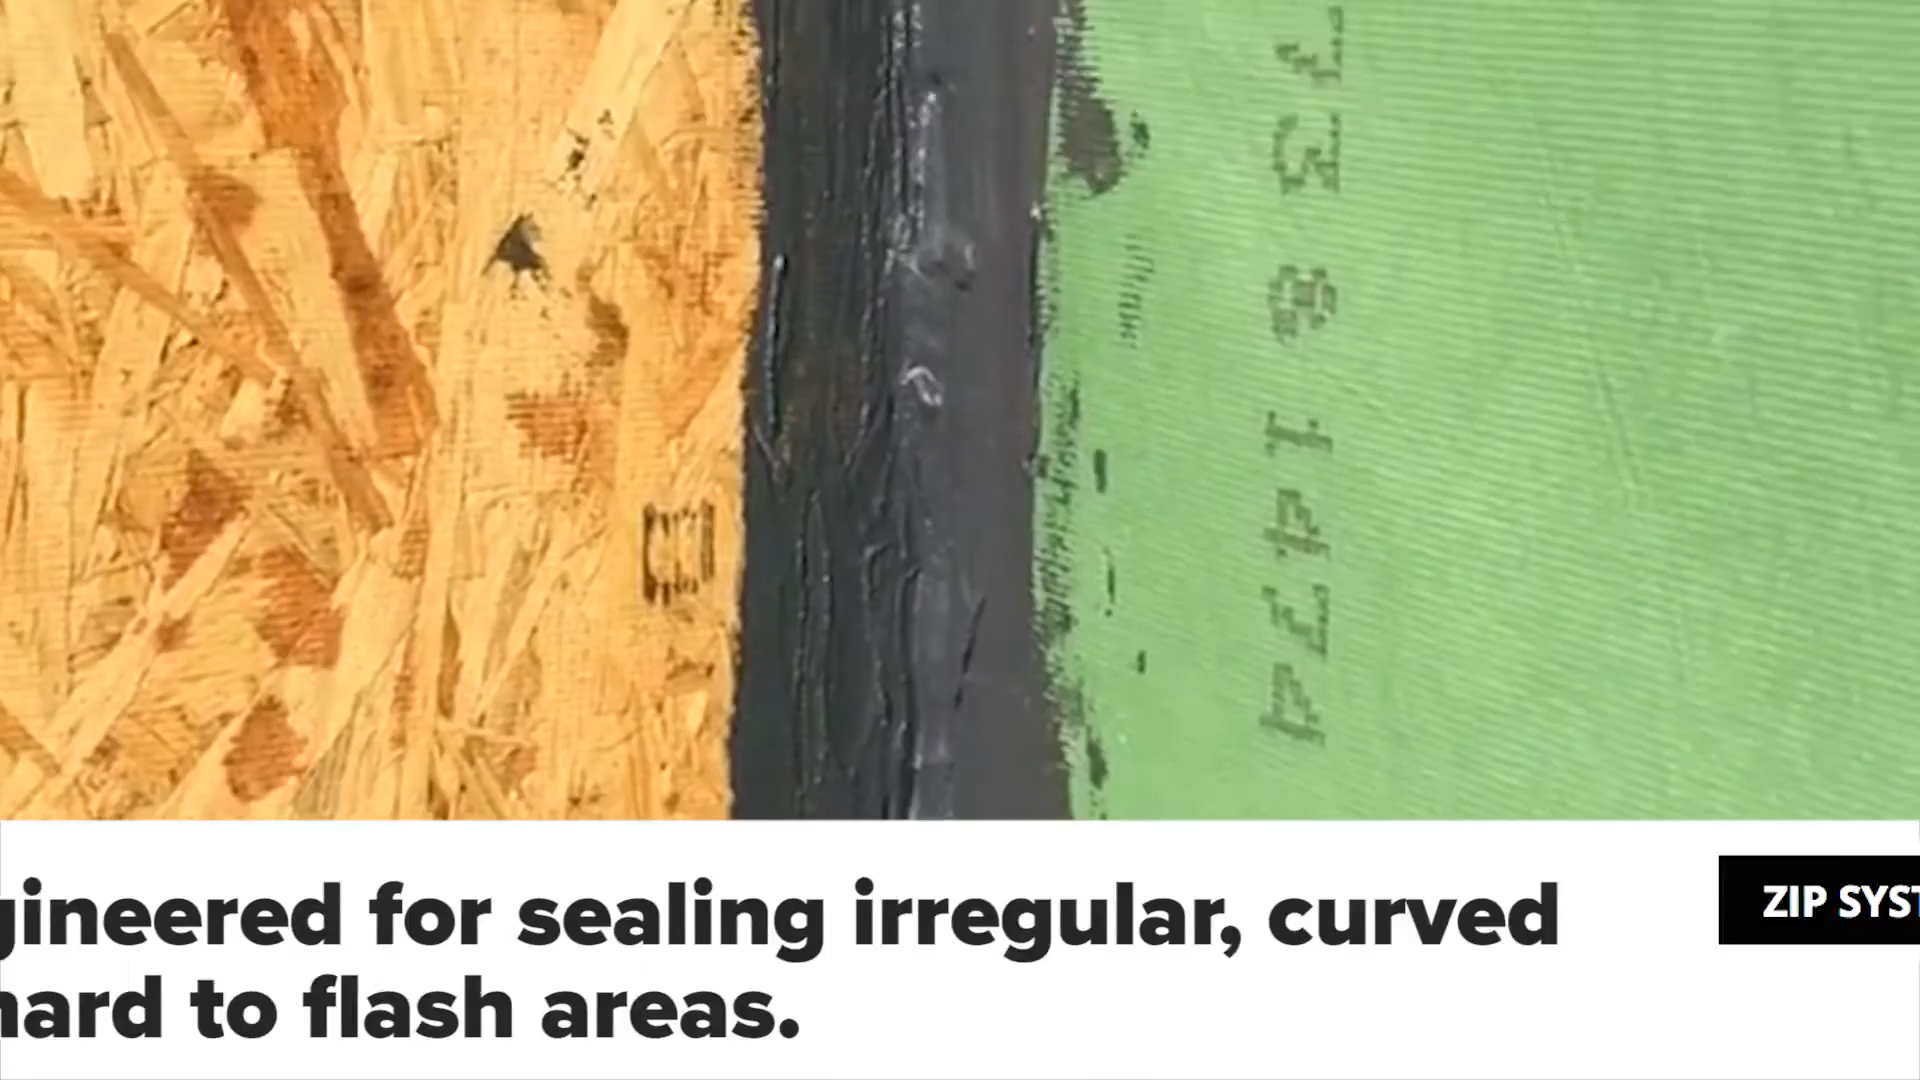 gineered for sealing irregular, curved
hard to flash areas.
ZIP SYST